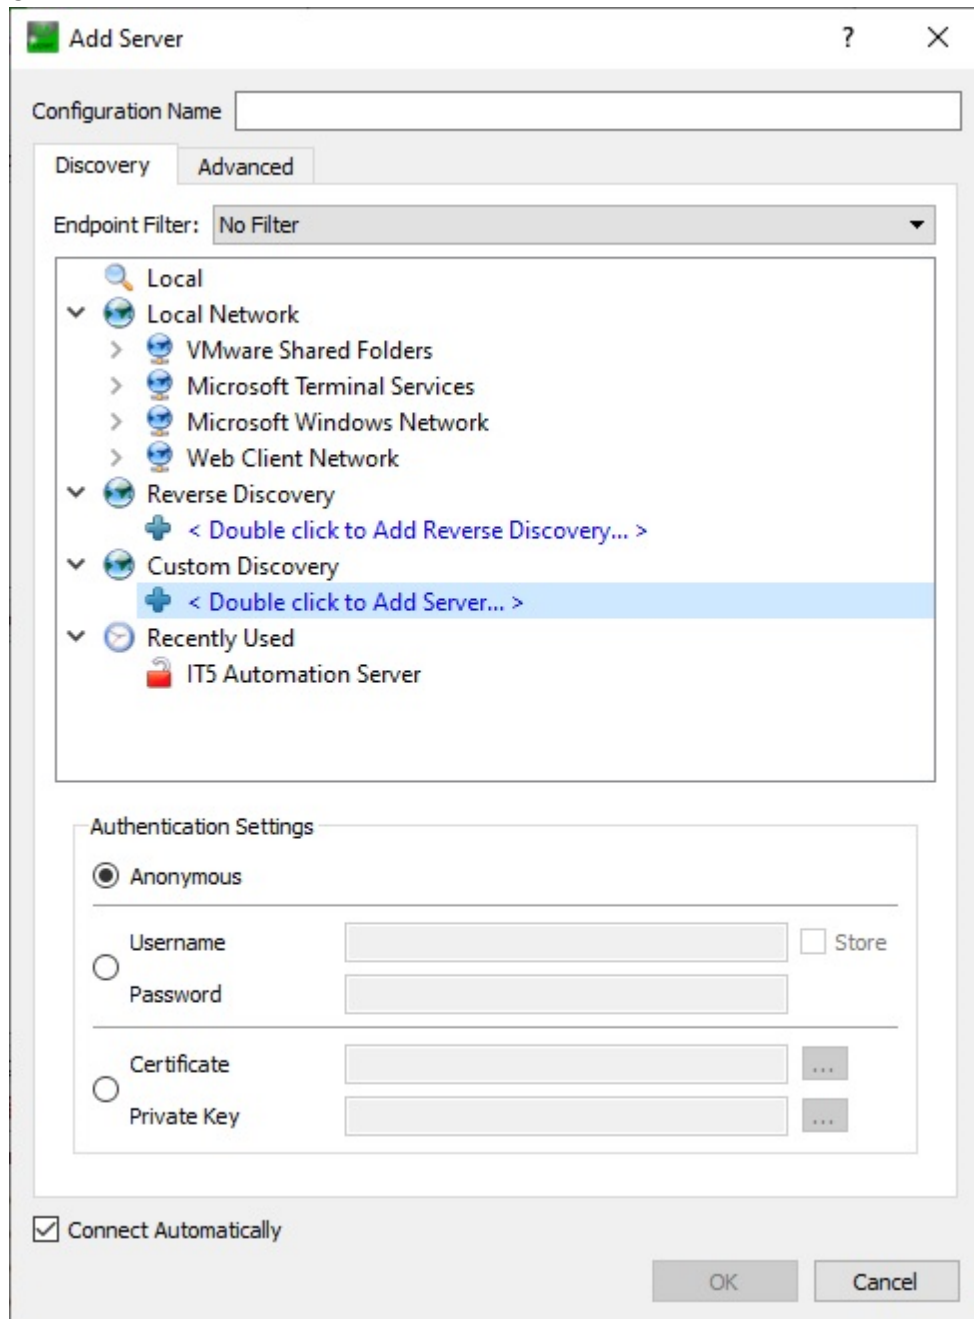 Add Server
?
Configuration Name
Discovery Advanced
Endpoint Filter: No Filter
Local
Local Network
VMware Shared Folders
Microsoft Terminal Services
Microsoft Windows Network
Web Client Network
Reverse Discovery
< Double click to Add Reverse Discovery... >
Custom Discovery
< Double click to Add Server... >
Recently Used
IT5 Automation Server
Authentication Settings
Anonymous
Username
Store
Password
Certificate
...
Private Key
...
Connect Automatically
OK Cancel